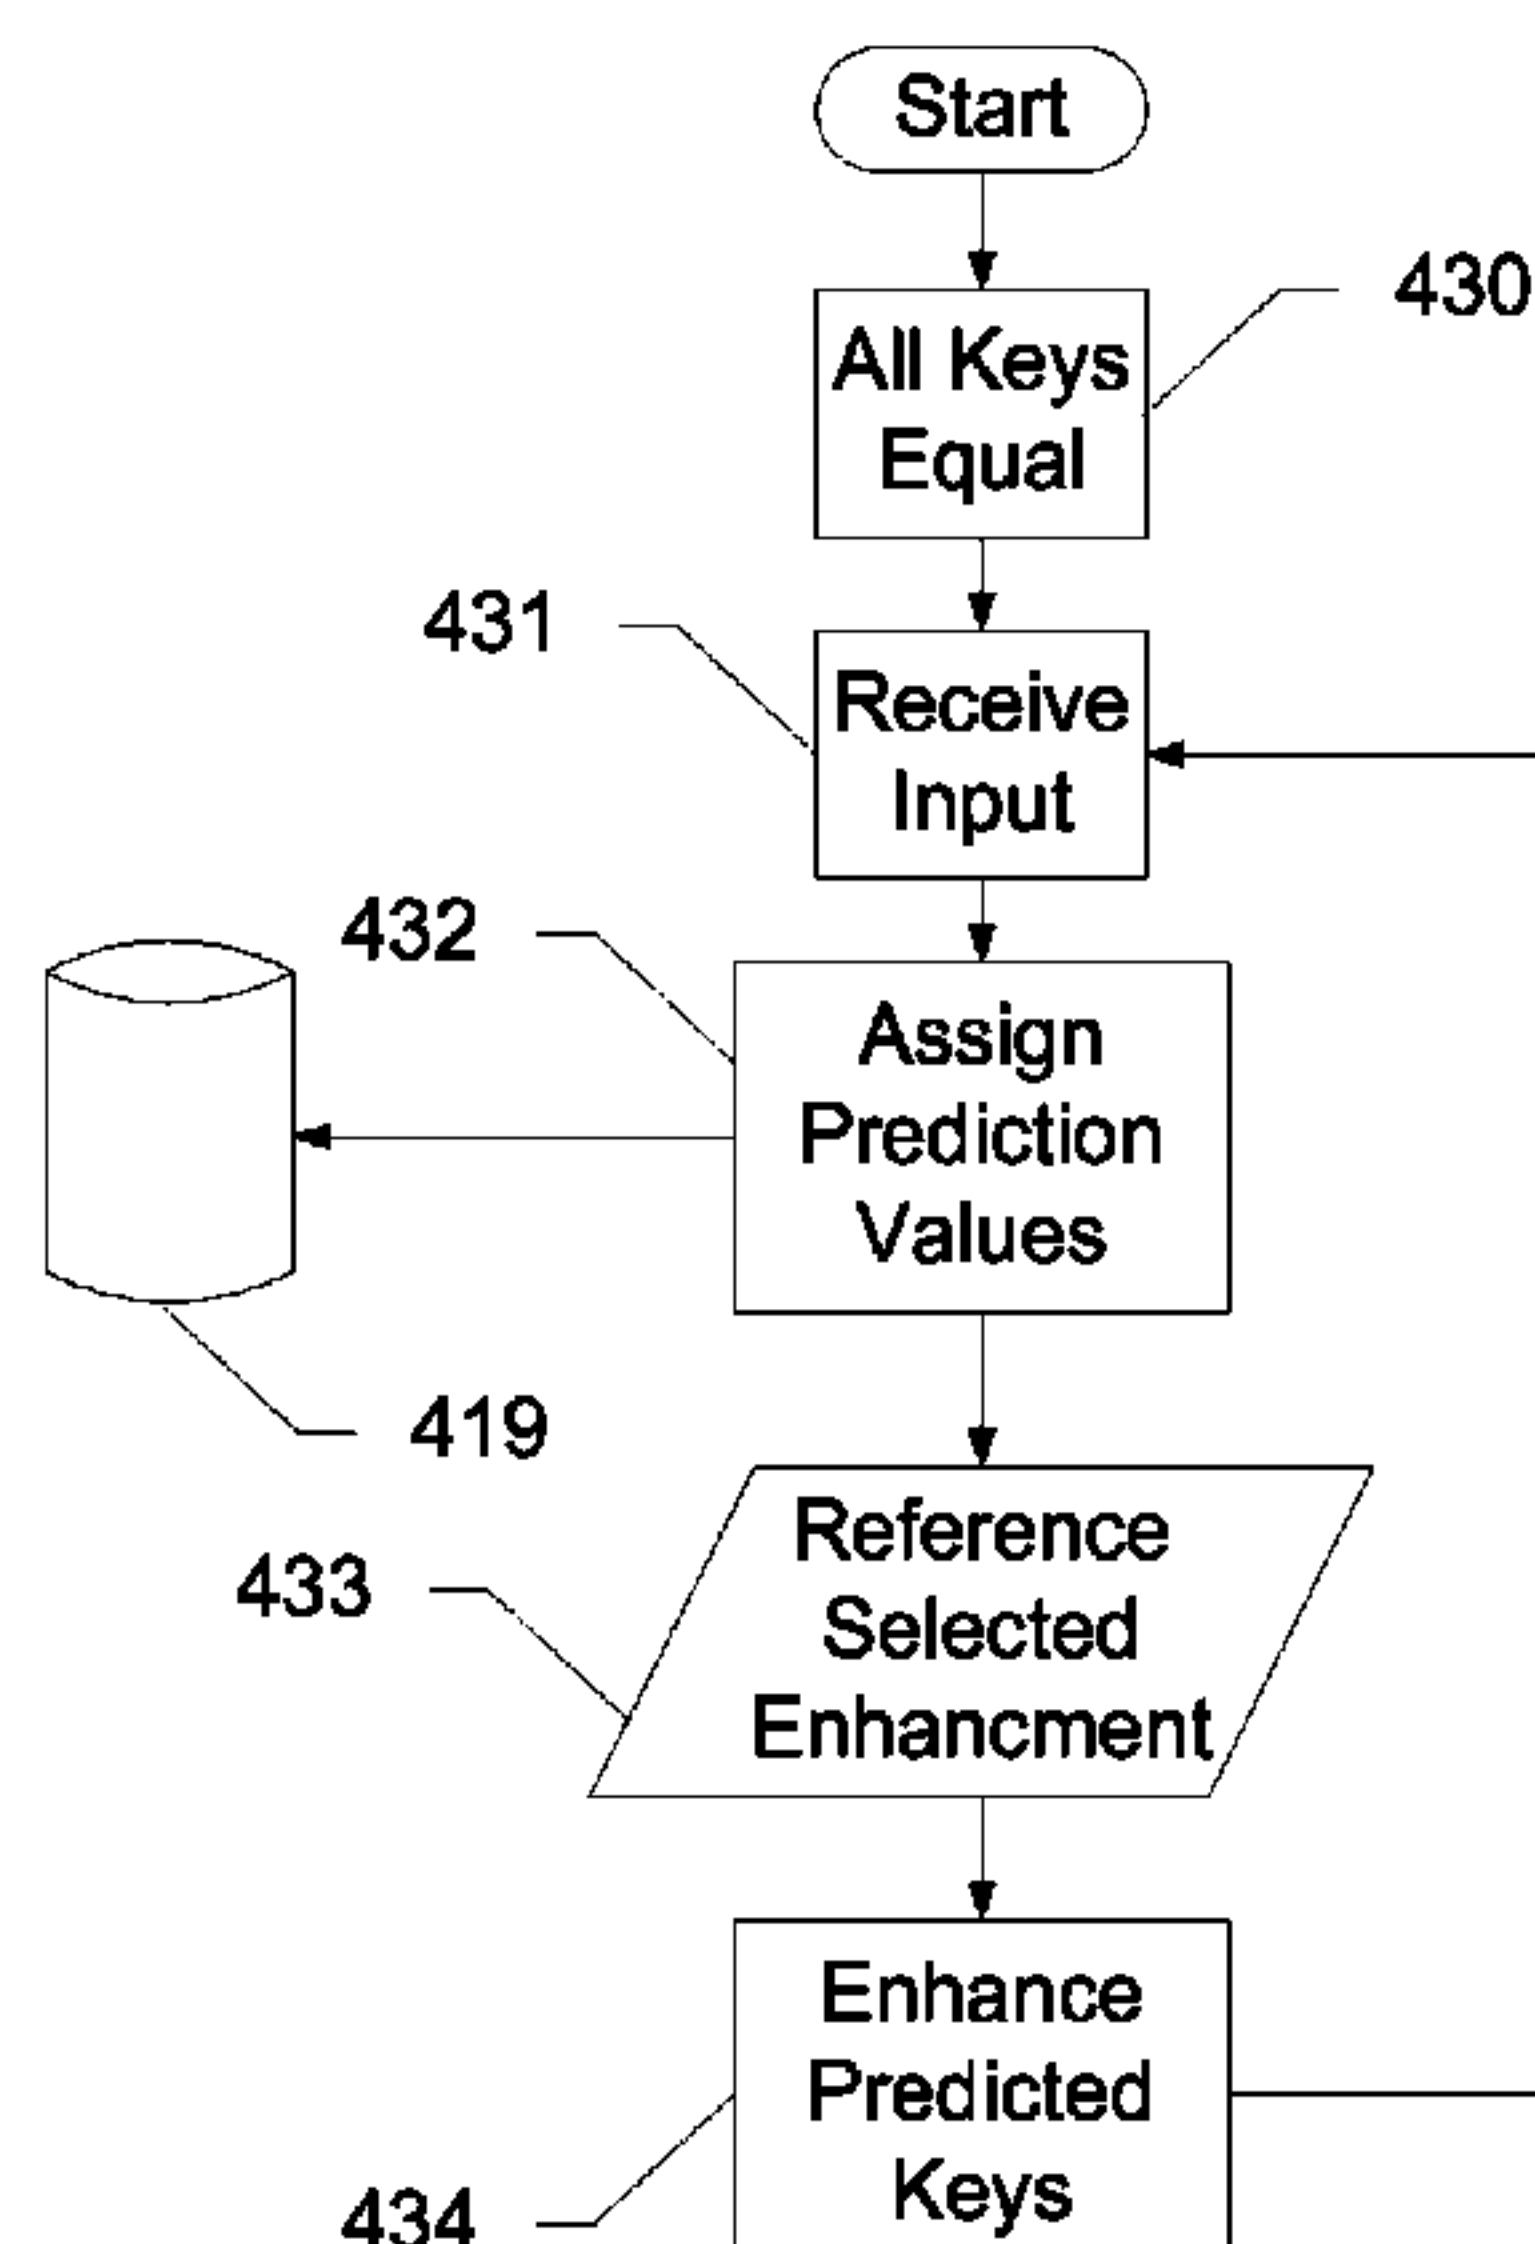 Start
430
All Keys
Equal
431
Receive
Input
432
Assign
Prediction
Values
419
433
Reference
Selected
Enhancment
Enhance
Predicted
Keys
434